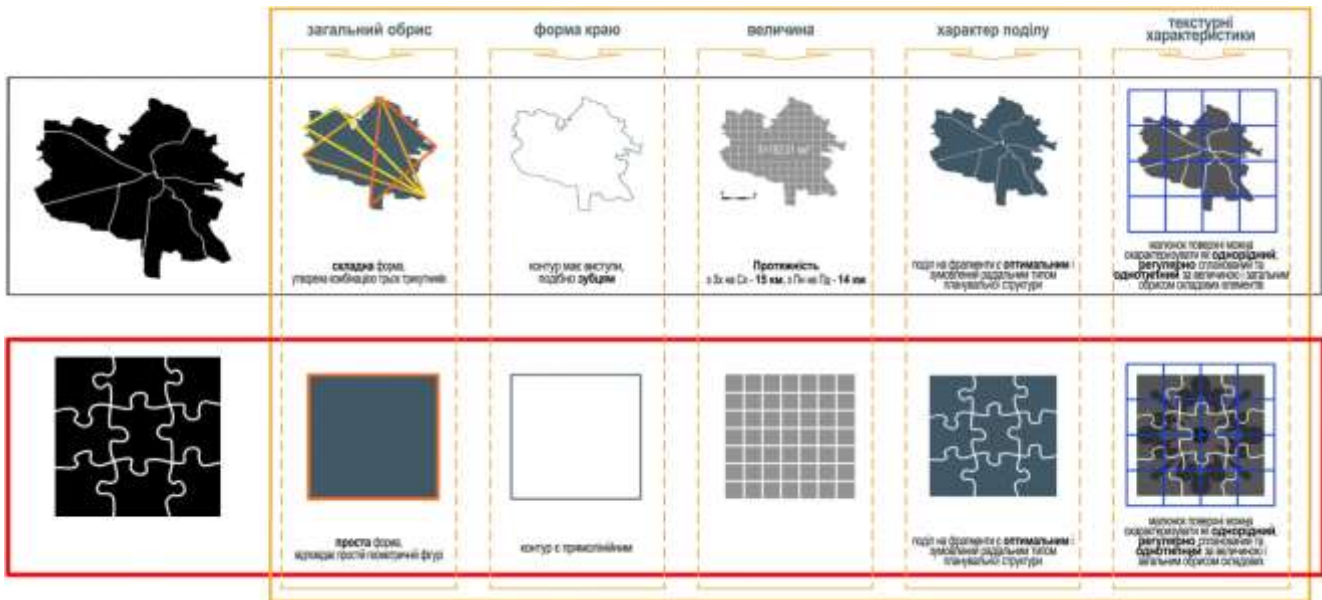 загальний обрис
форма краю
величина
характер поділу
текстурні
характеристики
складна форма,
утворена комбінацією трьох трикутників
контур має виступи,
подібно зубцям
Протяжність
з Зх на Сх - 15 км, з Пн на Пд - 14 км
поділ на фрагменти є оптимальним і
зумовлений радіальним типом
планувальної структури
малюнок поверхні можна
охарактеризувати як однорідний,
регулярно спланований та
однотипний за величиною і загальним
обрисом складових елементів
проста форма,
відповідає простій геометричній фігурі
контур є прямолінійним
поділ на фрагменти є оптимальним і
зумовлений радіальним типом
планувальної структури
малюнок поверхні можна
охарактеризувати як однорідний,
регулярно спланований та
однотипний за величиною і
загальним обрисом складових